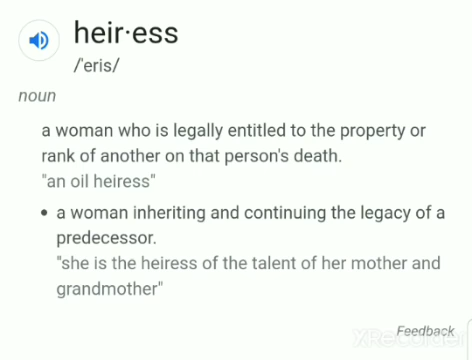 heir·ess
/ˈeris/
noun
a woman who is legally entitled to the property or
rank of another on that person's death.
"an oil heiress"
• a woman inheriting and continuing the legacy of a
predecessor.
"she is the heiress of the talent of her mother and
grandmother"
Feedback
XRecorder